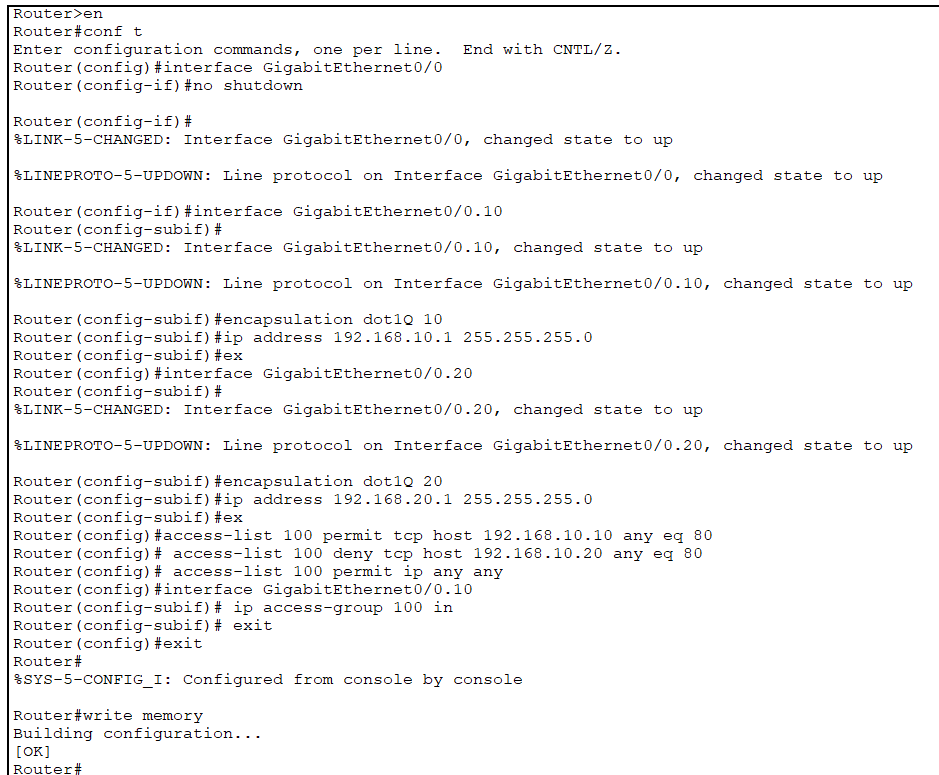 Router>en
Router#conf t
Enter configuration commands, one per line.  End with CNTL/Z.
Router(config)#interface GigabitEthernet0/0
Router(config-if)#no shutdown

Router(config-if)#
%LINK-5-CHANGED: Interface GigabitEthernet0/0, changed state to up

%LINEPROTO-5-UPDOWN: Line protocol on Interface GigabitEthernet0/0, changed state to up

Router(config-if)#interface GigabitEthernet0/0.10
Router(config-subif)#
%LINK-5-CHANGED: Interface GigabitEthernet0/0.10, changed state to up

%LINEPROTO-5-UPDOWN: Line protocol on Interface GigabitEthernet0/0.10, changed state to up

Router(config-subif)#encapsulation dot1Q 10
Router(config-subif)#ip address 192.168.10.1 255.255.255.0
Router(config-subif)#ex
Router(config)#interface GigabitEthernet0/0.20
Router(config-subif)#
%LINK-5-CHANGED: Interface GigabitEthernet0/0.20, changed state to up

%LINEPROTO-5-UPDOWN: Line protocol on Interface GigabitEthernet0/0.20, changed state to up

Router(config-subif)#encapsulation dot1Q 20
Router(config-subif)#ip address 192.168.20.1 255.255.255.0
Router(config-subif)#ex
Router(config)#access-list 100 permit tcp host 192.168.10.10 any eq 80
Router(config)# access-list 100 deny tcp host 192.168.10.20 any eq 80
Router(config)# access-list 100 permit ip any any
Router(config)#interface GigabitEthernet0/0.10
Router(config-subif)# ip access-group 100 in
Router(config-subif)# exit
Router(config)#exit
Router#
%SYS-5-CONFIG_I: Configured from console by console

Router#write memory
Building configuration...
[OK]
Router#